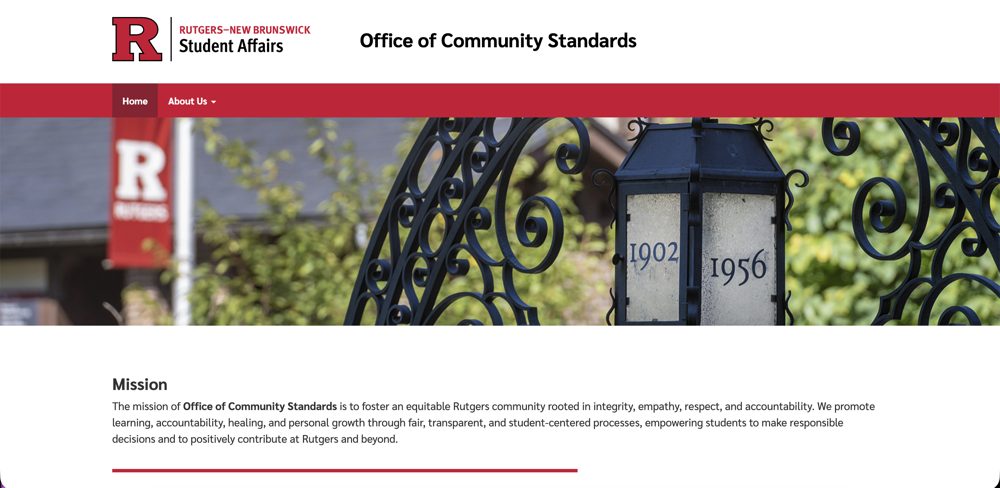 R
RUTGERS–NEW BRUNSWICK
Student Affairs
Office of Community Standards
Home
About Us
R
RUTGERS
1902
1956
Mission
The mission of Office of Community Standards is to foster an equitable Rutgers community rooted in integrity, empathy, respect, and accountability. We promote
learning, accountability, healing, and personal growth through fair, transparent, and student-centered processes, empowering students to make responsible
decisions and to positively contribute at Rutgers and beyond.